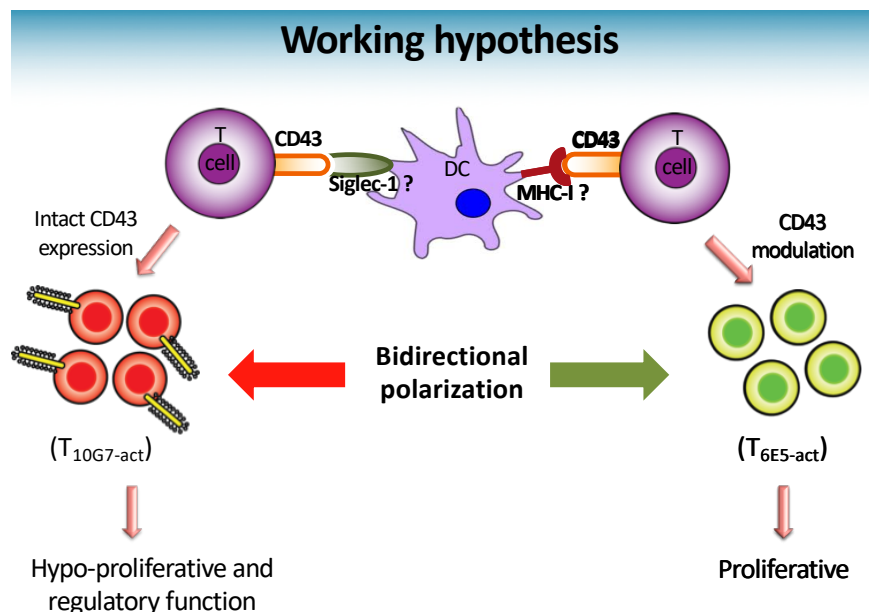 Working hypothesis
T
cell
CD43
Siglec-1 ?
DC
MHC-I ?
CD43
T
cell
Intact CD43
expression
CD43
modulation
Bidirectional
polarization
(T10G7-act)
(T6E5-act)
Hypo-proliferative and
regulatory function
Proliferative